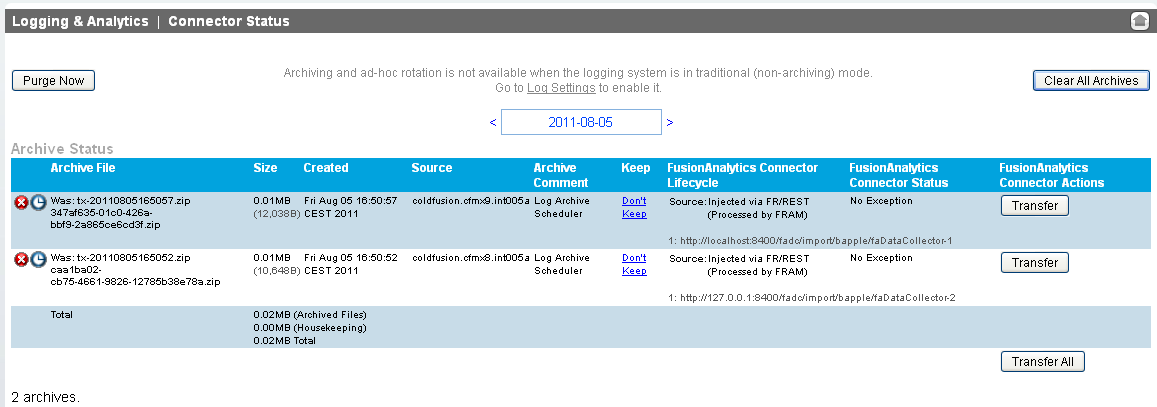 Logging & Analytics | Connector Status
Purge Now
Archiving and ad-hoc rotation is not available when the logging system is in traditional (non-archiving) mode.
Go to Log Settings to enable it.
Clear All Archives
< 2011-08-05 >
Archive Status
Archive File Size Created Source Archive Comment Keep FusionAnalytics Connector Lifecycle FusionAnalytics Connector Status FusionAnalytics Connector Actions
Was: tx-20110805165057.zip 0.01MB Fri Aug 05 16:50:57 coldfusion.cfmx9.int005.a Log Archive Don't Source: Injected via FR/REST No Exception Transfer
347af635-01c0-426a- (12,038B) CEST 2011 Scheduler Keep (Processed by FRAM)
bbf9-2a865ce6cd3f.zip
1: http://localhost:8400/fadc/import/bapple/faDataCollector-1
Was: tx-20110805165052.zip 0.01MB Fri Aug 05 16:50:52 coldfusion.cfmx8.int005.a Log Archive Don't Source: Injected via FR/REST No Exception Transfer
caa1ba02- (10,648B) CEST 2011 Scheduler Keep (Processed by FRAM)
cb75-4661-9826-12785b38e78a.zip
1: http://127.0.0.1:8400/fadc/import/bapple/faDataCollector-2
Total 0.02MB (Archived Files)
0.00MB (Housekeeping)
0.02MB Total
Transfer All
2 archives.